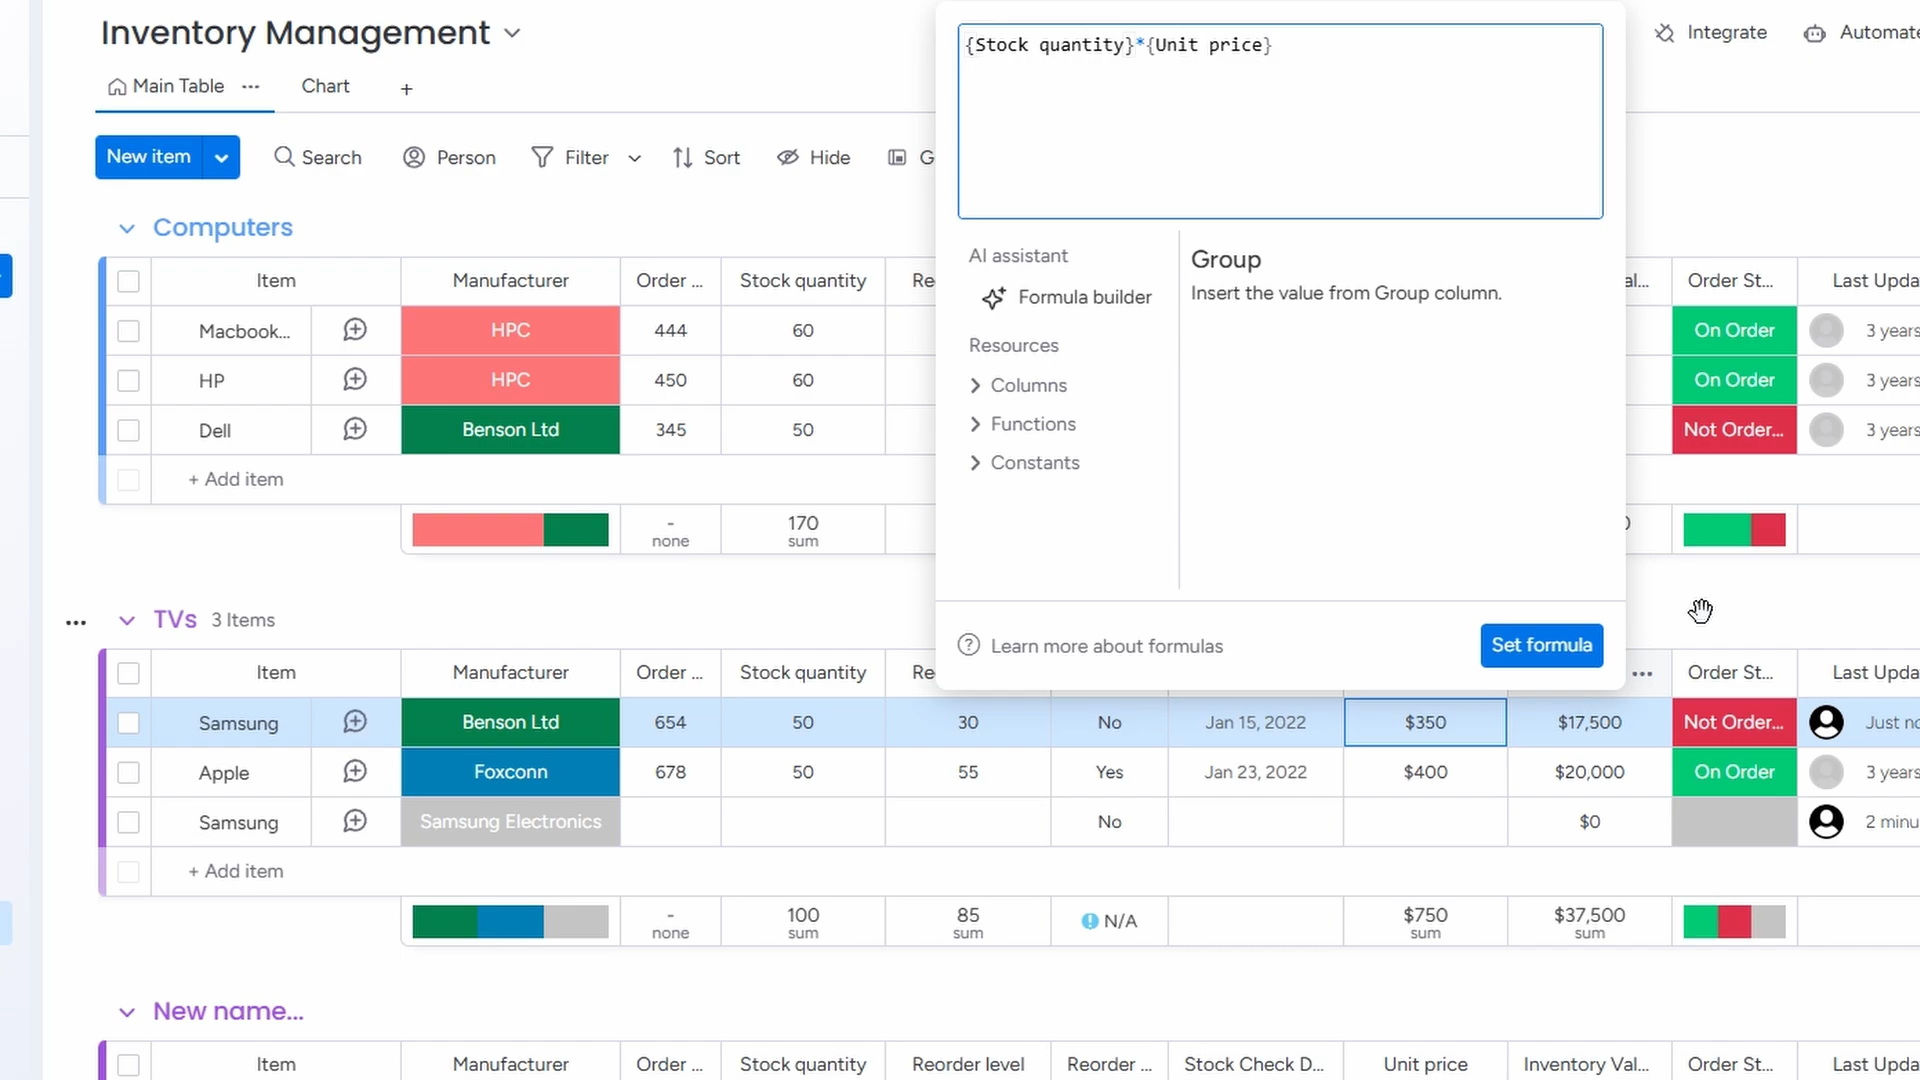 Inventory Management
Integrate
Automate
Main Table ... Chart +
New item Search Person Filter Sort Hide G
{Stock quantity}*{Unit price}
AI assistant
Formula builder
Resources
Columns
Functions
Constants
Group
Insert the value from Group column.
Learn more about formulas
Set formula
Computers
Item Manufacturer Order ... Stock quantity Re al... Order St... Last Upda
Macbook... HPC 444 60 On Order 3 years
HP HPC 450 60 On Order 3 years
Dell Benson Ltd 345 50 Not Order... 3 years
+ Add item
- 170
none sum
TVs 3 Items
Item Manufacturer Order ... Stock quantity Re ... Order St... Last Upda
Samsung Benson Ltd 654 50 30 No Jan 15, 2022 $350 $17,500 Not Order... Just no
Apple Foxconn 678 50 55 Yes Jan 23, 2022 $400 $20,000 On Order 3 years
Samsung Samsung Electronics No $0 2 minu
+ Add item
- 100 85 N/A $750 $37,500
none sum sum sum sum
New name...
Item Manufacturer Order ... Stock quantity Reorder level Reorder ... Stock Check D... Unit price Inventory Val... Order St... Last Upda